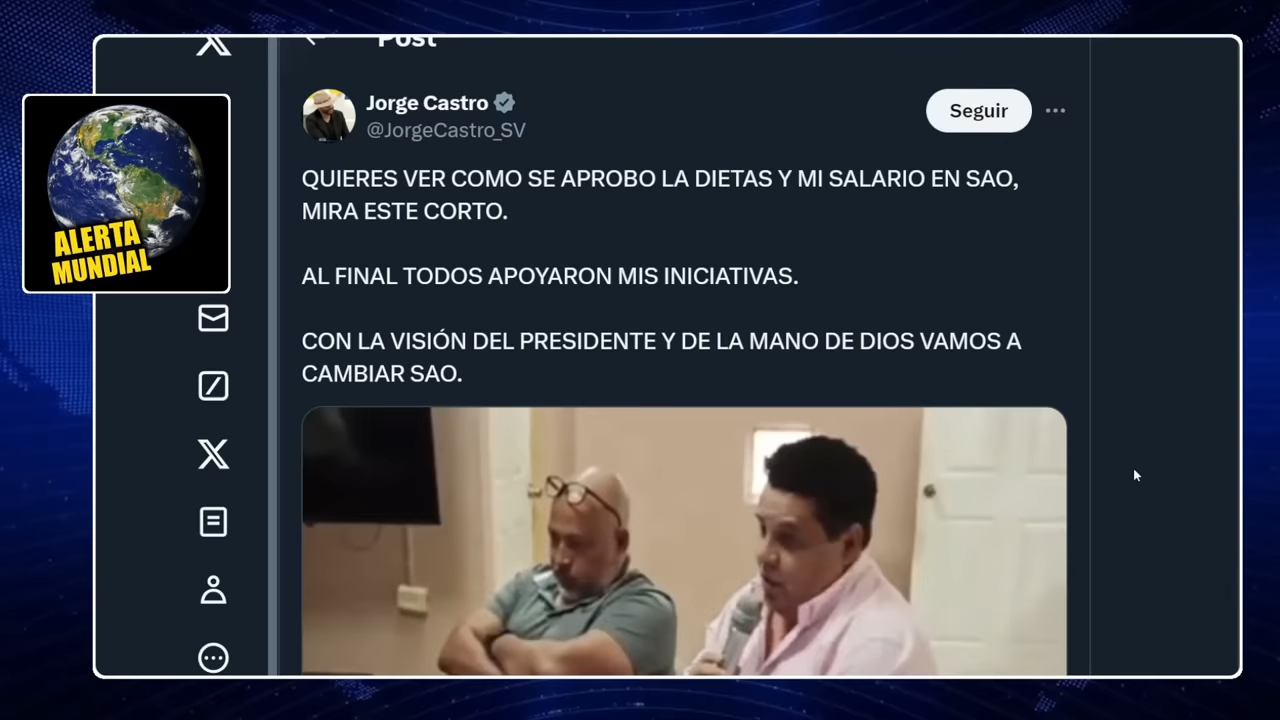 Post
Jorge Castro
@JorgeCastro_SV
Seguir
QUIERES VER COMO SE APROBO LA DIETAS Y MI SALARIO EN SAO,
MIRA ESTE CORTO.
AL FINAL TODOS APOYARON MIS INICIATIVAS.
CON LA VISIÓN DEL PRESIDENTE Y DE LA MANO DE DIOS VAMOS A
CAMBIAR SAO.
ALERTA
MUNDIAL